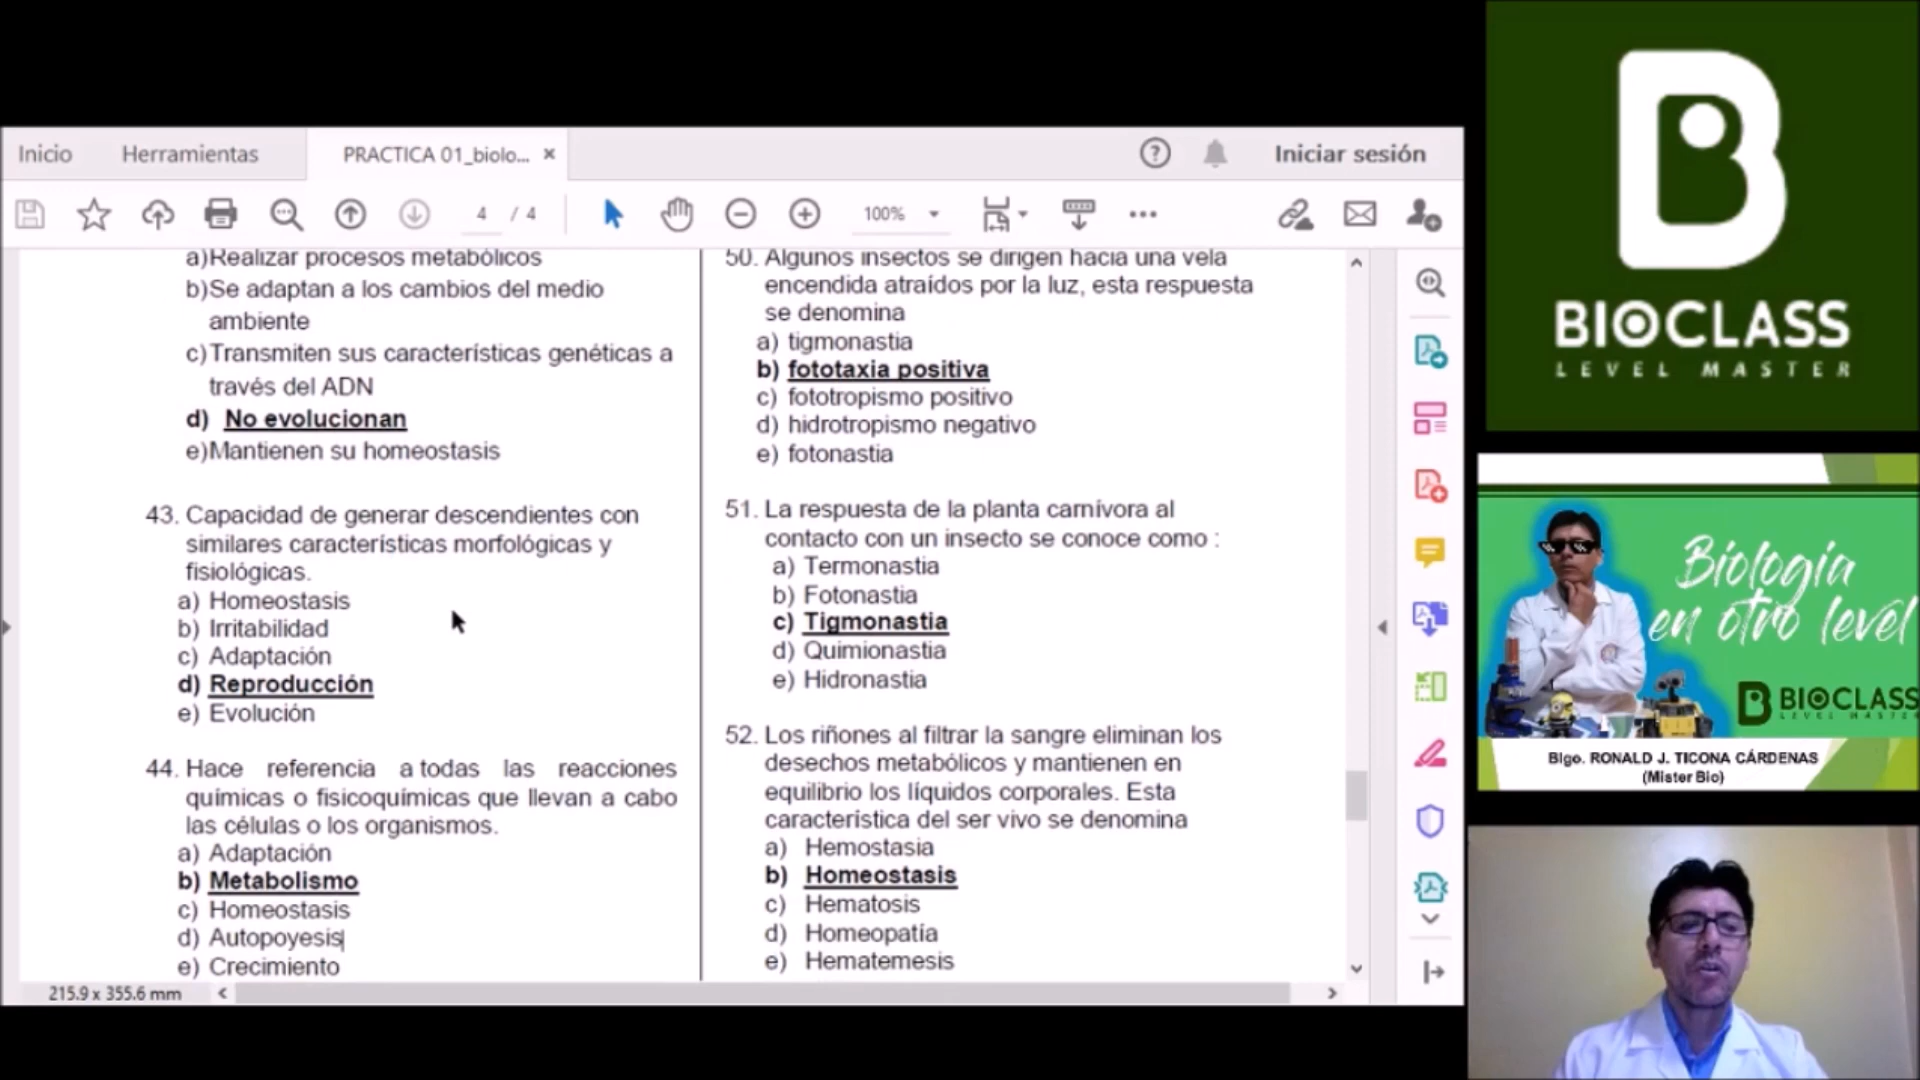 Inicio
Herramientas
PRACTICA 01_biolo...
Iniciar sesión
4 / 4
100%
a)Realizar procesos metabólicos
b)Se adaptan a los cambios del medio
ambiente
c)Transmiten sus características genéticas a
través del ADN
d) No evolucionan
e)Mantienen su homeostasis
43. Capacidad de generar descendientes con
similares características morfológicas y
fisiológicas.
a) Homeostasis
b) Irritabilidad
c) Adaptación
d) Reproducción
e) Evolución
44. Hace referencia a todas las reacciones
químicas o fisicoquímicas que llevan a cabo
las células o los organismos.
a) Adaptación
b) Metabolismo
c) Homeostasis
d) Autopoyesis
e) Crecimiento
50. Algunos insectos se dirigen hacia una vela
encendida atraídos por la luz, esta respuesta
se denomina
a) tigmonastia
b) fototaxia positiva
c) fototropismo positivo
d) hidrotropismo negativo
e) fotonastia
51. La respuesta de la planta carnívora al
contacto con un insecto se conoce como :
a) Termonastia
b) Fotonastia
c) Tigmonastia
d) Quimionastia
e) Hidronastia
52. Los riñones al filtrar la sangre eliminan los
desechos metabólicos y mantienen en
equilibrio los líquidos corporales. Esta
característica del ser vivo se denomina
a) Hemostasia
b) Homeostasis
c) Hematosis
d) Homeopatía
e) Hematemesis
215.9 x 355.6 mm
BIOCLASS
LEVEL MASTER
Biología
en otro level
BIOCLASS
LEVEL MASTER
Blgo. RONALD J. TICONA CÁRDENAS
(Mister Bio)